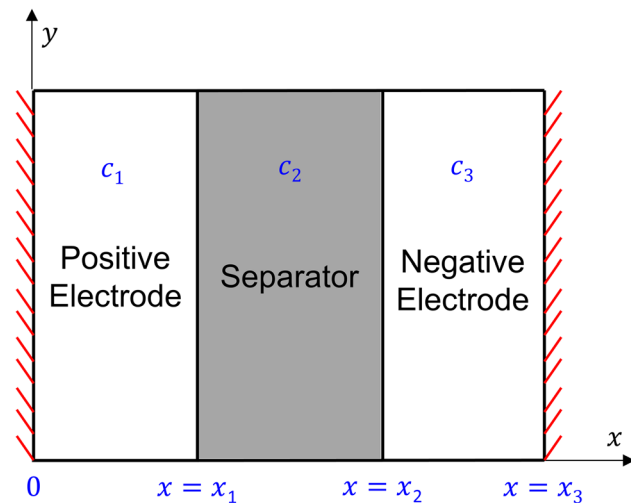 y
c₁
c₂
c₃
Positive
Electrode
Separator
Negative
Electrode
x
0
x = x₁
x = x₂
x = x₃